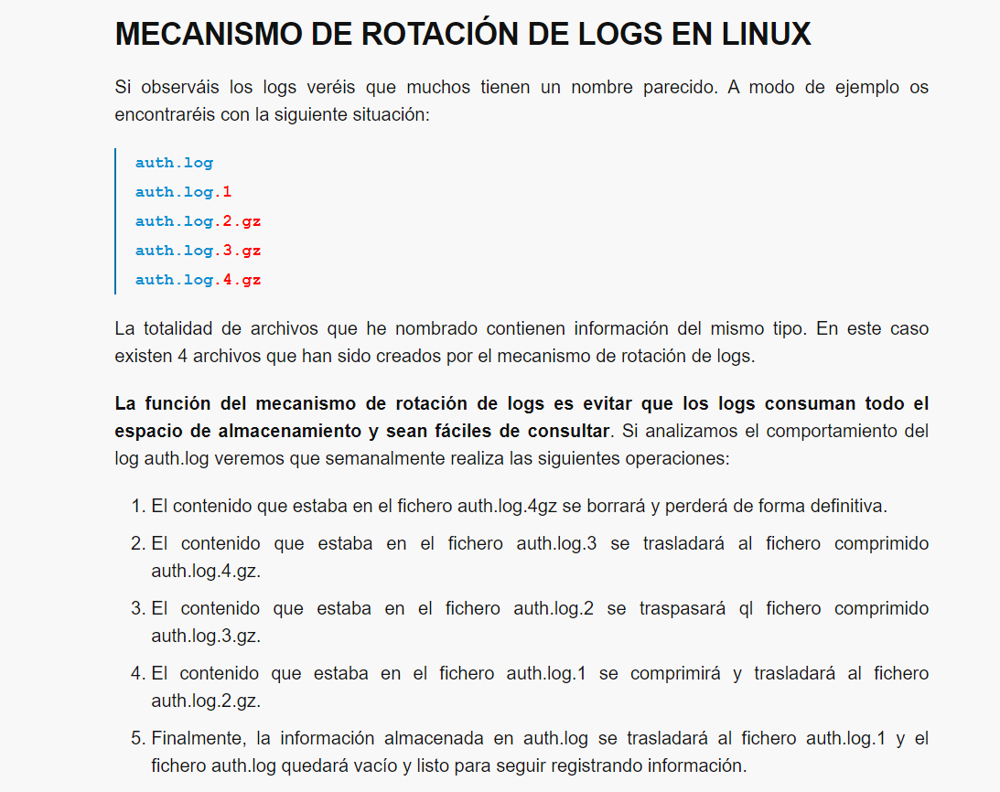 MECANISMO DE ROTACIÓN DE LOGS EN LINUX
Si observáis los logs veréis que muchos tienen un nombre parecido. A modo de ejemplo os
encontraréis con la siguiente situación:
auth.log
auth.log.1
auth.log.2.gz
auth.log.3.gz
auth.log.4.gz
La totalidad de archivos que he nombrado contienen información del mismo tipo. En este caso
existen 4 archivos que han sido creados por el mecanismo de rotación de logs.
La función del mecanismo de rotación de logs es evitar que los logs consuman todo el
espacio de almacenamiento y sean fáciles de consultar. Si analizamos el comportamiento del
log auth.log veremos que semanalmente realiza las siguientes operaciones:
1. El contenido que estaba en el fichero auth.log.4gz se borrará y perderá de forma definitiva.
2. El contenido que estaba en el fichero auth.log.3 se trasladará al fichero comprimido
auth.log.4.gz.
3. El contenido que estaba en el fichero auth.log.2 se traspasará ql fichero comprimido
auth.log.3.gz.
4. El contenido que estaba en el fichero auth.log.1 se comprimirá y trasladará al fichero
auth.log.2.gz.
5. Finalmente, la información almacenada en auth.log se trasladará al fichero auth.log.1 y el
fichero auth.log quedará vacío y listo para seguir registrando información.